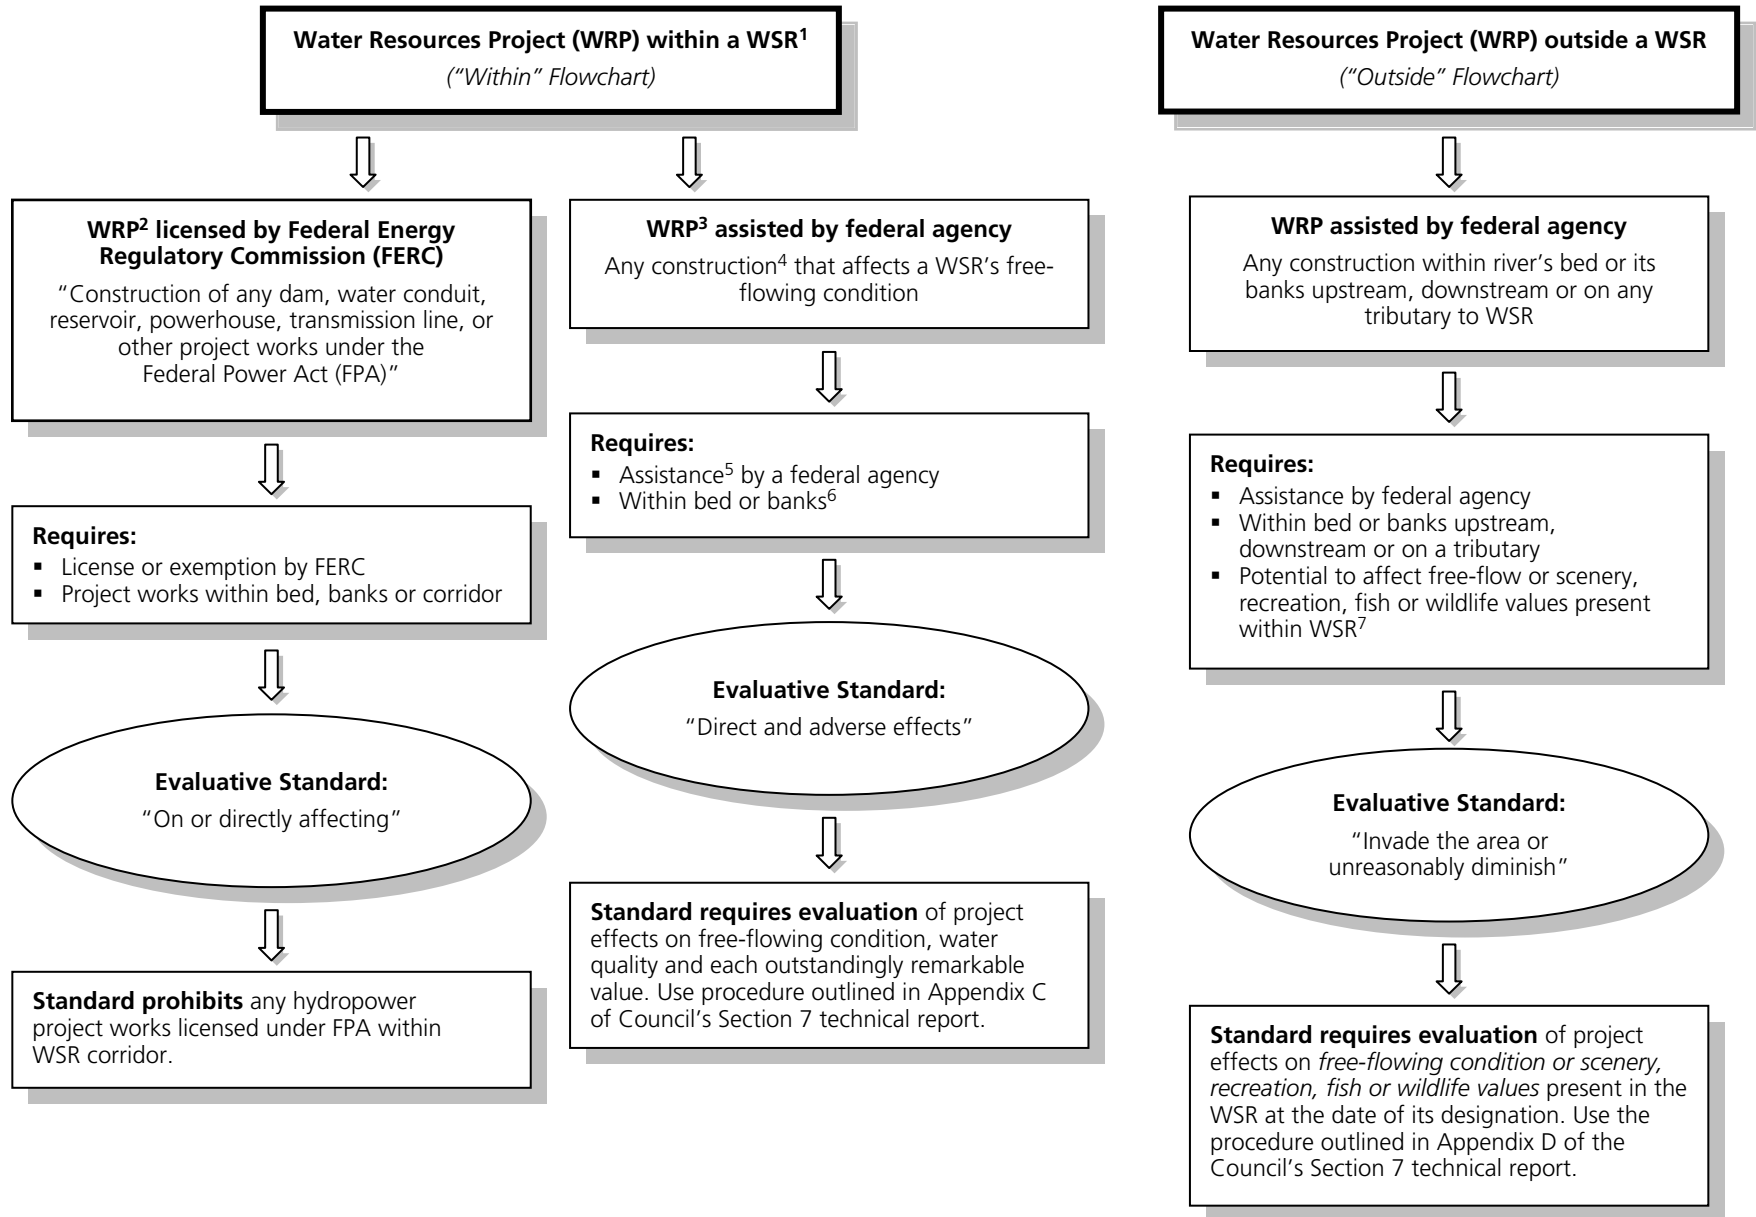 Water Resources Project (WRP) within a WSR¹
(“Within” Flowchart)
WRP² licensed by Federal Energy
Regulatory Commission (FERC)
“Construction of any dam, water conduit,
reservoir, powerhouse, transmission line, or
other project works under the
Federal Power Act (FPA)”
Requires:
▪ License or exemption by FERC
▪ Project works within bed, banks or corridor
Evaluative Standard:
“On or directly affecting”
Standard prohibits any hydropower
project works licensed under FPA within
WSR corridor.
WRP³ assisted by federal agency
Any construction⁴ that affects a WSR’s free-
flowing condition
Requires:
▪ Assistance⁵ by a federal agency
▪ Within bed or banks⁶
Evaluative Standard:
“Direct and adverse effects”
Standard requires evaluation of project
effects on free-flowing condition, water
quality and each outstandingly remarkable
value. Use procedure outlined in Appendix C
of Council’s Section 7 technical report.
Water Resources Project (WRP) outside a WSR
(“Outside” Flowchart)
WRP assisted by federal agency
Any construction within river’s bed or its
banks upstream, downstream or on any
tributary to WSR
Requires:
▪ Assistance by federal agency
▪ Within bed or banks upstream,
downstream or on a tributary
▪ Potential to affect free-flow or scenery,
recreation, fish or wildlife values present
within WSR⁷
Evaluative Standard:
“Invade the area or
unreasonably diminish”
Standard requires evaluation of project
effects on free-flowing condition or scenery,
recreation, fish or wildlife values present in the
WSR at the date of its designation. Use the
procedure outlined in Appendix D of the
Council’s Section 7 technical report.